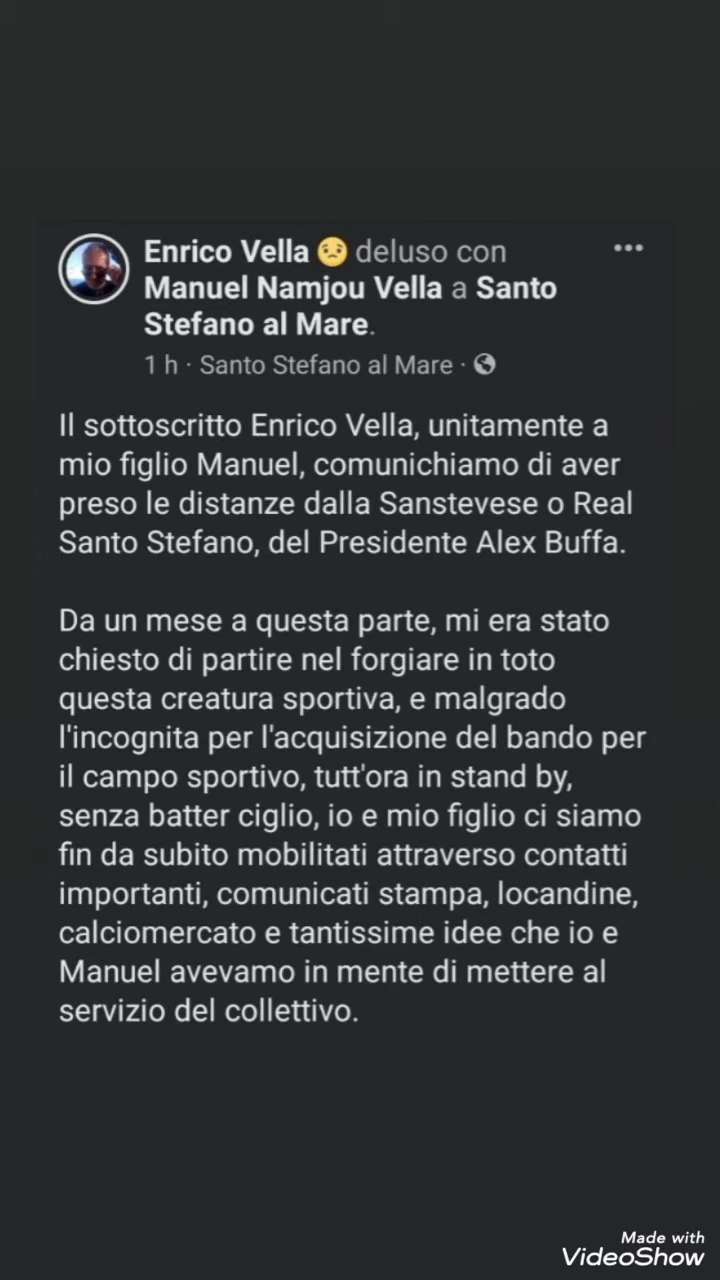 Enrico Vella 😟 deluso con
Manuel Namjou Vella a Santo
Stefano al Mare.
1 h · Santo Stefano al Mare ·
Il sottoscritto Enrico Vella, unitamente a
mio figlio Manuel, comunichiamo di aver
preso le distanze dalla Sanstevese o Real
Santo Stefano, del Presidente Alex Buffa.
Da un mese a questa parte, mi era stato
chiesto di partire nel forgiare in toto
questa creatura sportiva, e malgrado
l'incognita per l'acquisizione del bando per
il campo sportivo, tutt'ora in stand by,
senza batter ciglio, io e mio figlio ci siamo
fin da subito mobilitati attraverso contatti
importanti, comunicati stampa, locandine,
calciomercato e tantissime idee che io e
Manuel avevamo in mente di mettere al
servizio del collettivo.
Made with
VideoShow